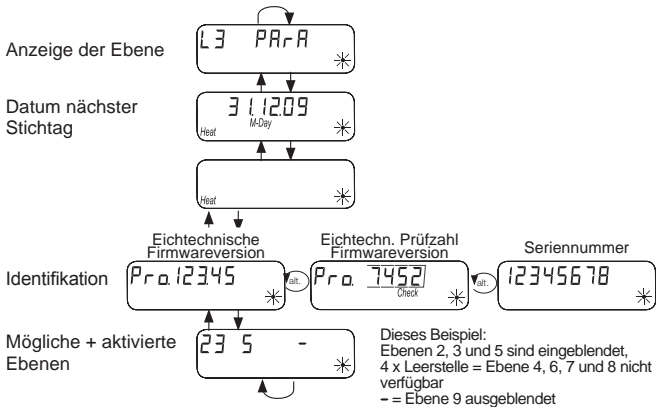 Anzeige der Ebene
L3 PArA
Datum nächster
Stichtag
31.12.09
M-Day
Heat
Heat
Eichtechnische
Firmwareversion
Eichtechn. Prüfzahl
Firmwareversion
Seriennummer
Identifikation
Pro.12345
alt.
Pro. 7452
Check
alt.
12345678
Mögliche + aktivierte
Ebenen
23 5 -
Dieses Beispiel:
Ebenen 2, 3 und 5 sind eingeblendet,
4 x Leerstelle = Ebene 4, 6, 7 und 8 nicht
verfügbar
- = Ebene 9 ausgeblendet